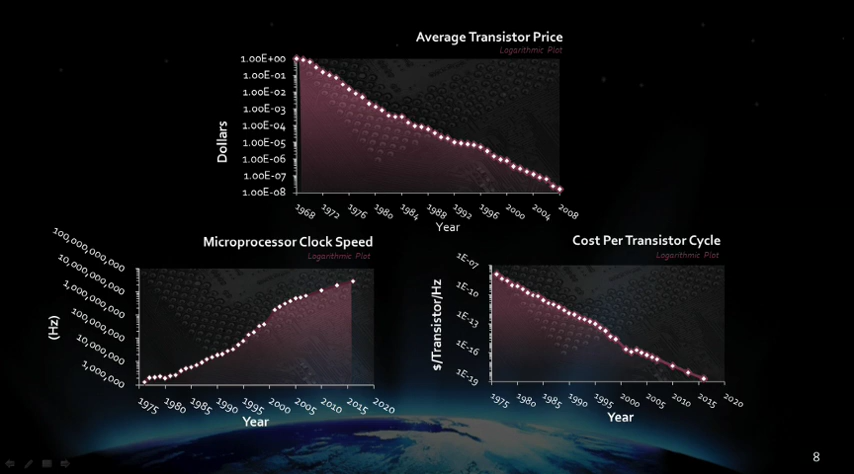 Average Transistor Price
Logarithmic Plot
1.00E+00
1.00E-01
1.00E-02
1.00E-03
1.00E-04
1.00E-05
1.00E-06
1.00E-07
1.00E-08
Dollars
1968 1972 1976 1980 1984 1988 1992 1996 2000 2004 2008
Year
Microprocessor Clock Speed
Logarithmic Plot
100,000,000,000
10,000,000,000
1,000,000,000
100,000,000
10,000,000
1,000,000
(Hz)
1975 1980 1985 1990 1995 2000 2005 2010 2015 2020
Year
Cost Per Transistor Cycle
Logarithmic Plot
1E-07
1E-10
1E-13
1E-16
1E-19
$/Transistor/Hz
1975 1980 1985 1990 1995 2000 2005 2010 2015 2020
Year
8